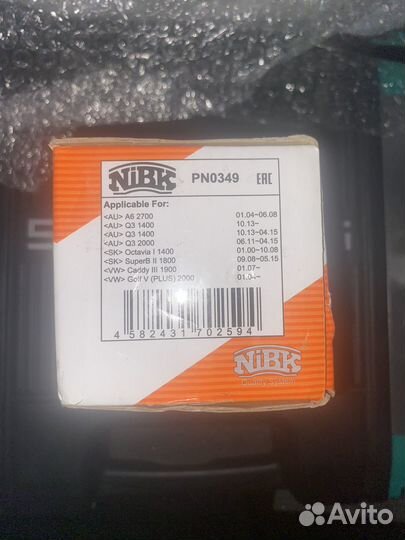 NiBK PN0349 EAC
Applicable For:
<AU> A6 2700 01.04~06.08
<AU> Q3 1400 10.13~
<AU> Q3 1400 10.13~04.15
<AU> Q3 2000 06.11~04.15
<SK> Octavia I 1400 01.00~10.08
<SK> SuperB II 1800 09.08~05.15
<VW> Caddy III 1900 01.07~
<VW> Golf V (PLUS) 2000
4 582431 702594
NiBK
Avito